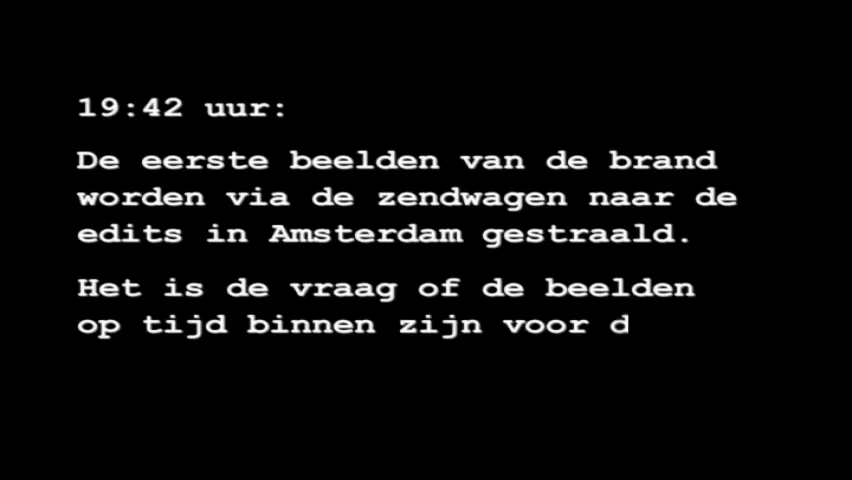 19:42 uur:
De eerste beelden van de brand
worden via de zendwagen naar de
edits in Amsterdam gestraald.
Het is de vraag of de beelden
op tijd binnen zijn voor d